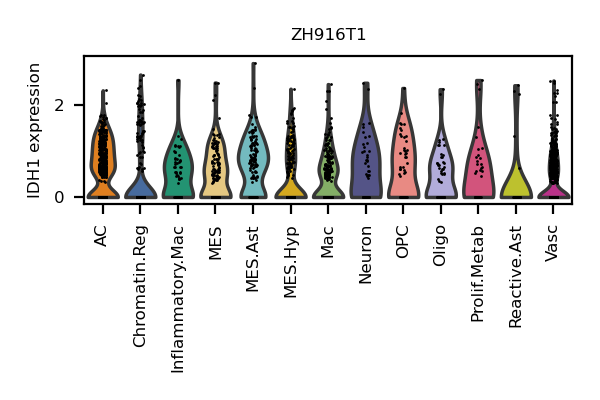 ZH916T1
IDH1 expression
2
0
AC
Chromatin.Reg
Inflammatory.Mac
MES
MES.Ast
MES.Hyp
Mac
Neuron
OPC
Oligo
Prolif.Metab
Reactive.Ast
Vasc